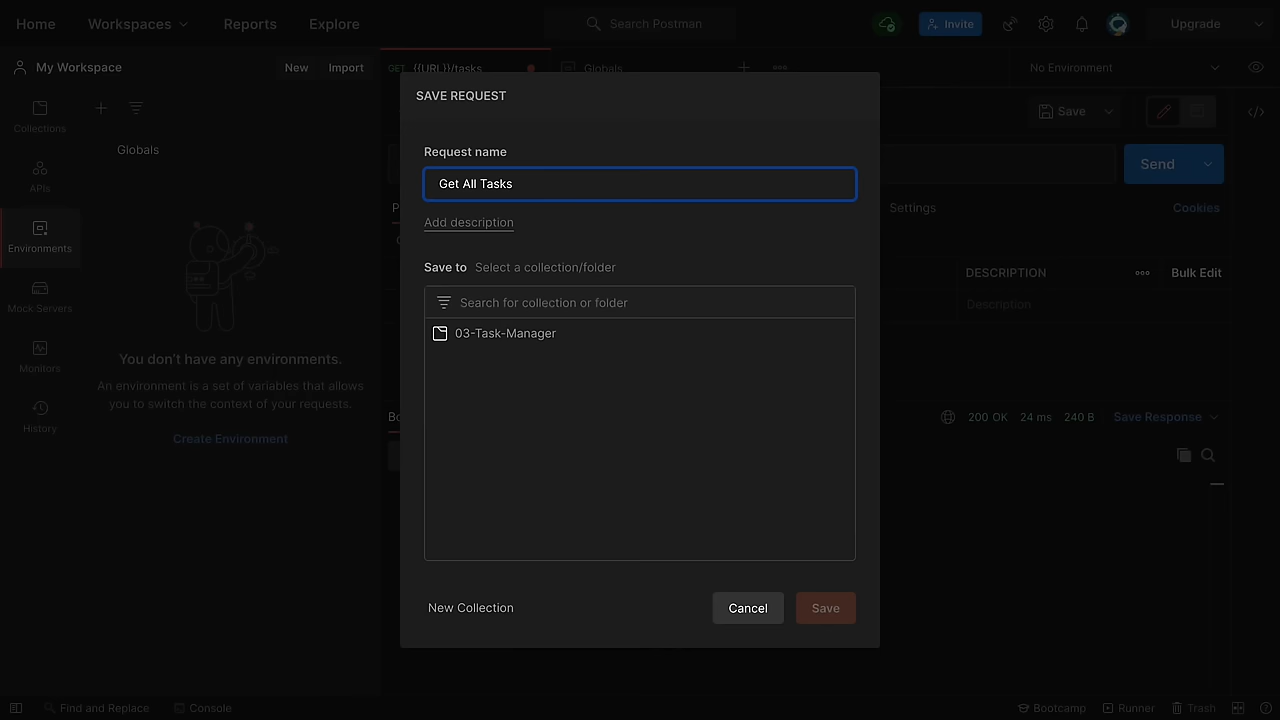 Home Workspaces Reports Explore Search Postman Invite Upgrade
My Workspace New Import GET {{URL}}/tasks Globals No Environment
SAVE REQUEST
Collections
Save
Globals
Request name
Send
Get All Tasks
APIs
Settings Cookies
Add description
Environments
Save to Select a collection/folder
DESCRIPTION Bulk Edit
Search for collection or folder
Description
Mock Servers
03-Task-Manager
You don't have any environments.
Monitors
An environment is a set of variables that allows
you to switch the context of your requests.
200 OK 24 ms 240 B Save Response
History
Create Environment
New Collection Cancel Save
Find and Replace Console Bootcamp Runner Trash